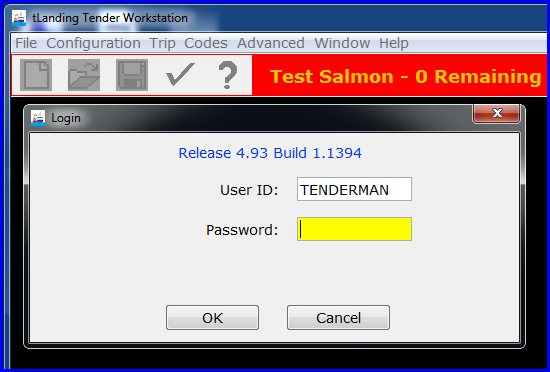 tLanding Tender Workstation
File Configuration Trip Codes Advanced Window Help
? Test Salmon - 0 Remaining
Login
Release 4.93 Build 1.1394
User ID: TENDERMAN
Password:
OK Cancel